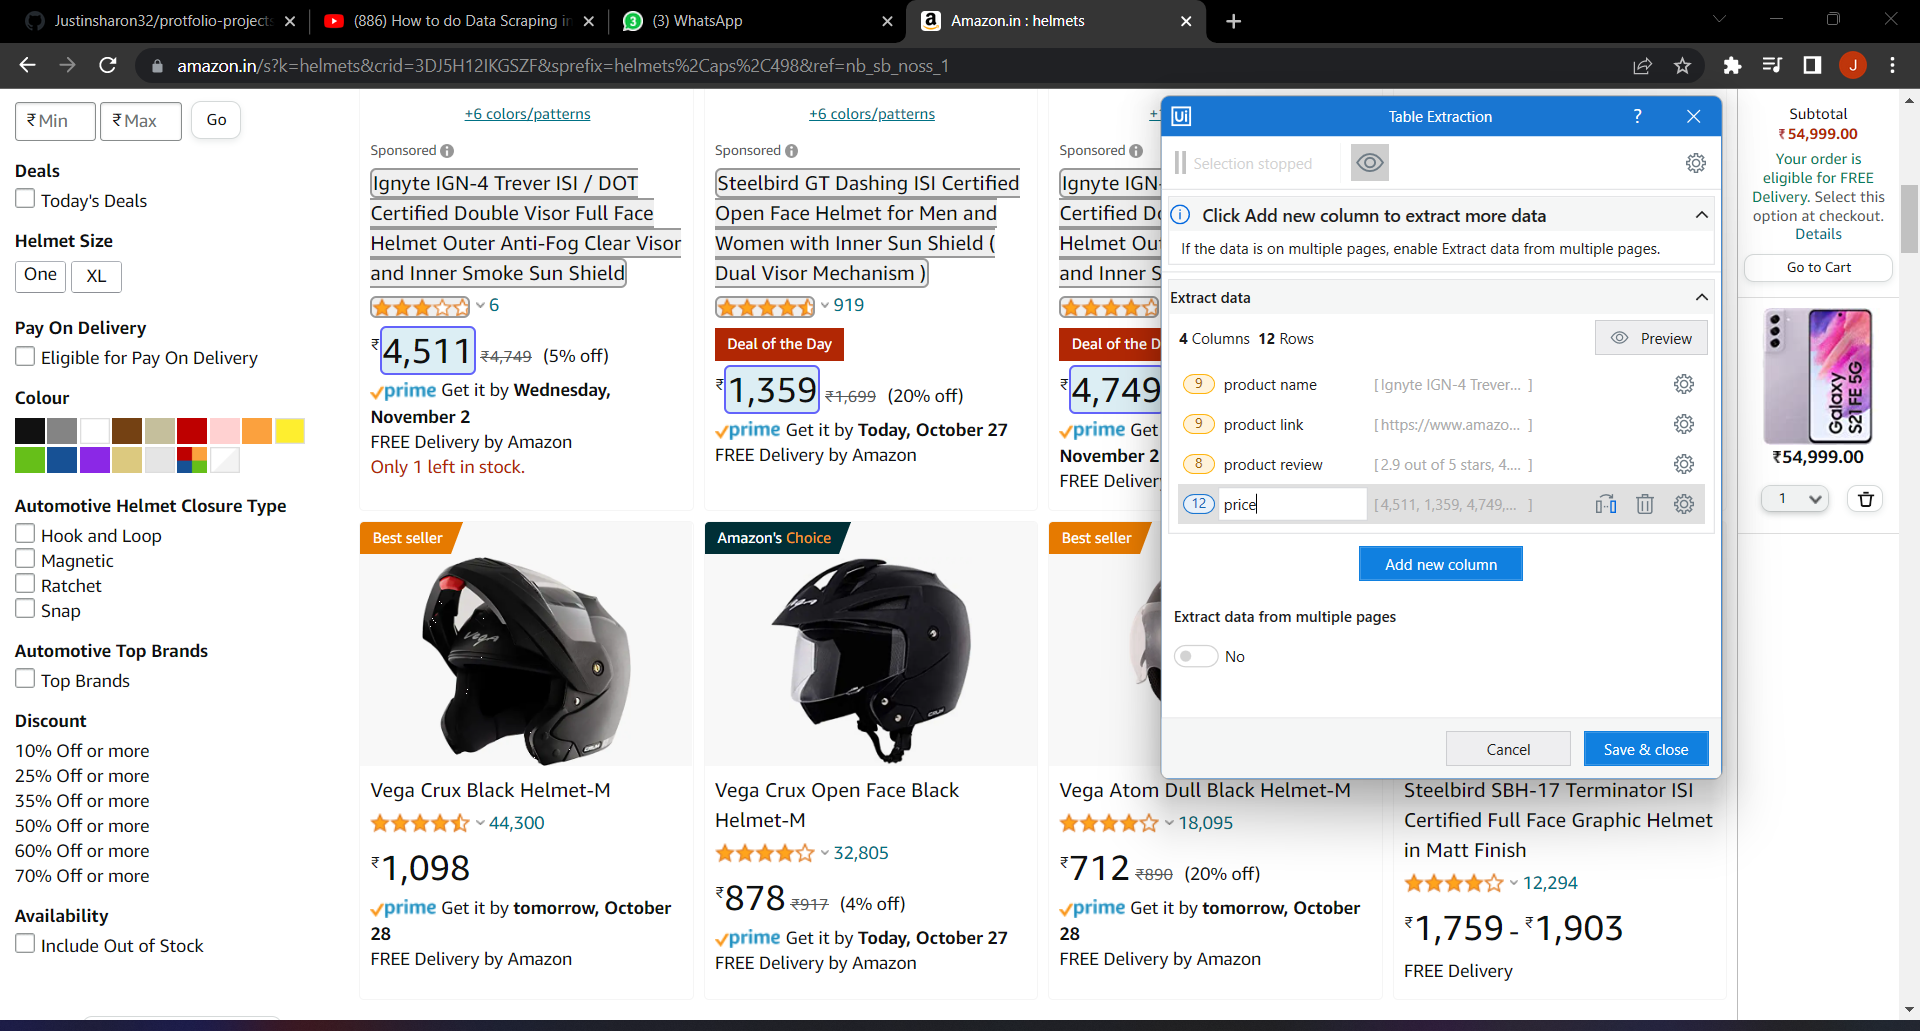 Justinsharon32/protfolio-projects
(886) How to do Data Scraping in
3
(3) WhatsApp
a
Amazon.in : helmets
amazon.in/s?k=helmets&crid=3DJ5H12IKGSZF&sprefix=helmets%2Caps%2C498&ref=nb_sb_noss_1
J
₹ Min
₹ Max
Go
Deals
Today's Deals
Helmet Size
One
XL
Pay On Delivery
Eligible for Pay On Delivery
Colour
Automotive Helmet Closure Type
Hook and Loop
Magnetic
Ratchet
Snap
Automotive Top Brands
Top Brands
Discount
10% Off or more
25% Off or more
35% Off or more
50% Off or more
60% Off or more
70% Off or more
Availability
Include Out of Stock
+6 colors/patterns
Sponsored
Ignyte IGN-4 Trever ISI / DOT
Certified Double Visor Full Face
Helmet Outer Anti-Fog Clear Visor
and Inner Smoke Sun Shield
6
₹4,511 ₹4,749 (5% off)
prime Get it by Wednesday,
November 2
FREE Delivery by Amazon
Only 1 left in stock.
+6 colors/patterns
Sponsored
Steelbird GT Dashing ISI Certified
Open Face Helmet for Men and
Women with Inner Sun Shield (
Dual Visor Mechanism )
919
Deal of the Day
₹1,359 ₹1,699 (20% off)
prime Get it by Today, October 27
FREE Delivery by Amazon
Sponsored
Ignyte IGN-
Certified Do
Helmet Out
and Inner S
Deal of the D
₹4,749
prime Get
November 2
FREE Deliver
Best seller
Vega Crux Black Helmet-M
44,300
₹1,098
prime Get it by tomorrow, October
28
FREE Delivery by Amazon
Amazon's Choice
Vega Crux Open Face Black
Helmet-M
32,805
₹878 ₹917 (4% off)
prime Get it by Today, October 27
FREE Delivery by Amazon
Best seller
Vega Atom Dull Black Helmet-M
18,095
₹712 ₹890 (20% off)
prime Get it by tomorrow, October
28
FREE Delivery by Amazon
Steelbird SBH-17 Terminator ISI
Certified Full Face Graphic Helmet
in Matt Finish
12,294
₹1,759 - ₹1,903
FREE Delivery
Ui
Table Extraction
?
Selection stopped
Click Add new column to extract more data
If the data is on multiple pages, enable Extract data from multiple pages.
Extract data
4 Columns 12 Rows
Preview
9 product name [ Ignyte IGN-4 Trever... ]
9 product link [ https://www.amazo... ]
8 product review [ 2.9 out of 5 stars, 4.... ]
12 price [ 4,511, 1,359, 4,749,... ]
Add new column
Extract data from multiple pages
No
Cancel
Save & close
Subtotal
₹54,999.00
Your order is
eligible for FREE
Delivery. Select this
option at checkout.
Details
Go to Cart
Galaxy
S21 FE 5G
₹54,999.00
1